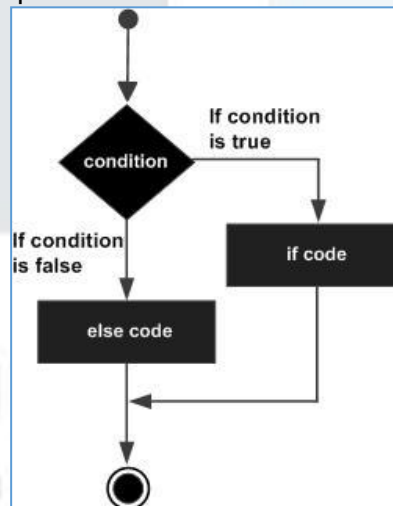 If condition
is true
condition
If condition
is false
if code
else code